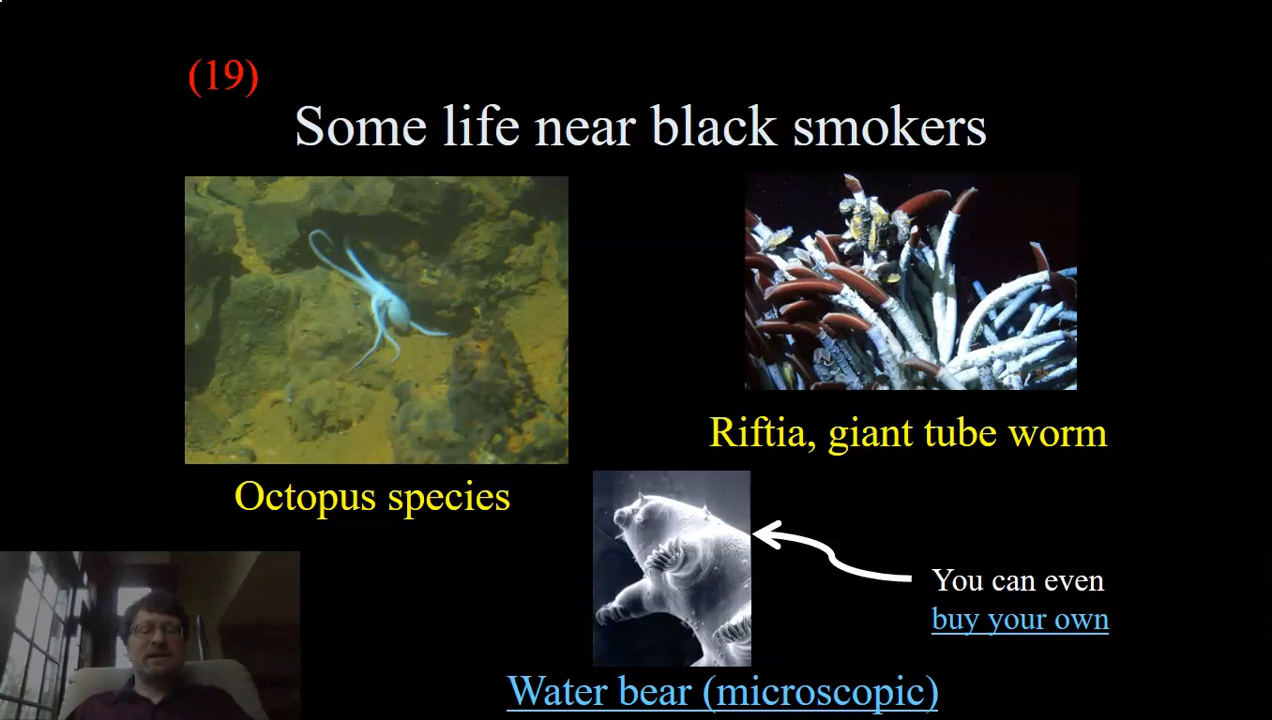 (19)
Some life near black smokers
Riftia, giant tube worm
Octopus species
You can even
buy your own
Water bear (microscopic)